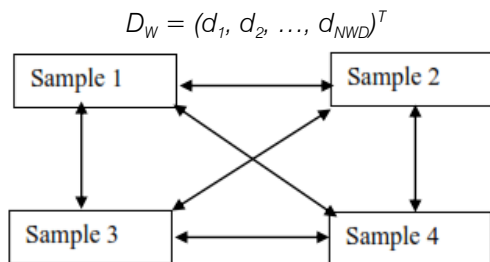 D_W = (d_1, d_2, …, d_NWD)^T
Sample 1
Sample 2
Sample 3
Sample 4